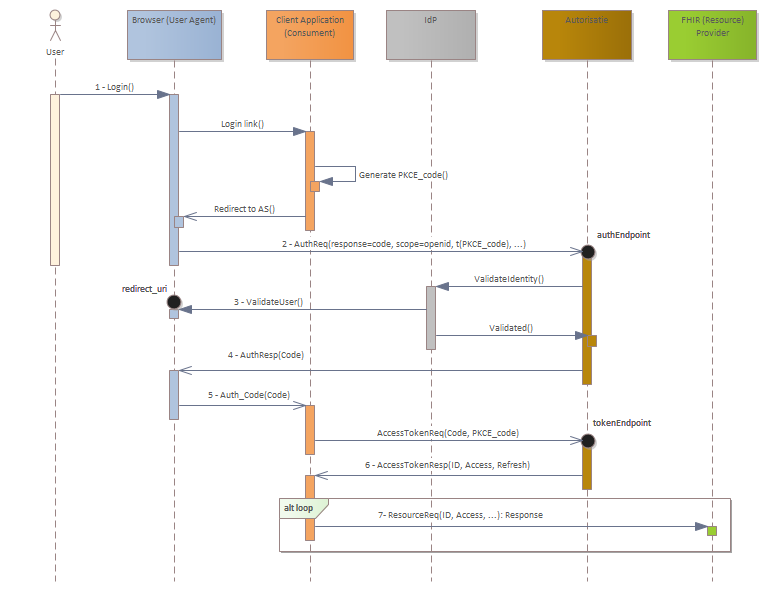 User
Browser (User Agent)
Client Application
(Consument)
IdP
Autorisatie
FHIR (Resource)
Provider
1 - Login()
Login link()
Generate PKCE_code()
Redirect to AS()
2 - AuthReq(response=code, scope=openid, t(PKCE_code), ...)
authEndpoint
ValidateIdentity()
redirect_uri
3 - ValidateUser()
Validated()
4 - AuthResp(Code)
5 - Auth_Code(Code)
tokenEndpoint
AccessTokenReq(Code, PKCE_code)
6 - AccessTokenResp(ID, Access, Refresh)
alt loop
7- ResourceReq(ID, Access, ...): Response